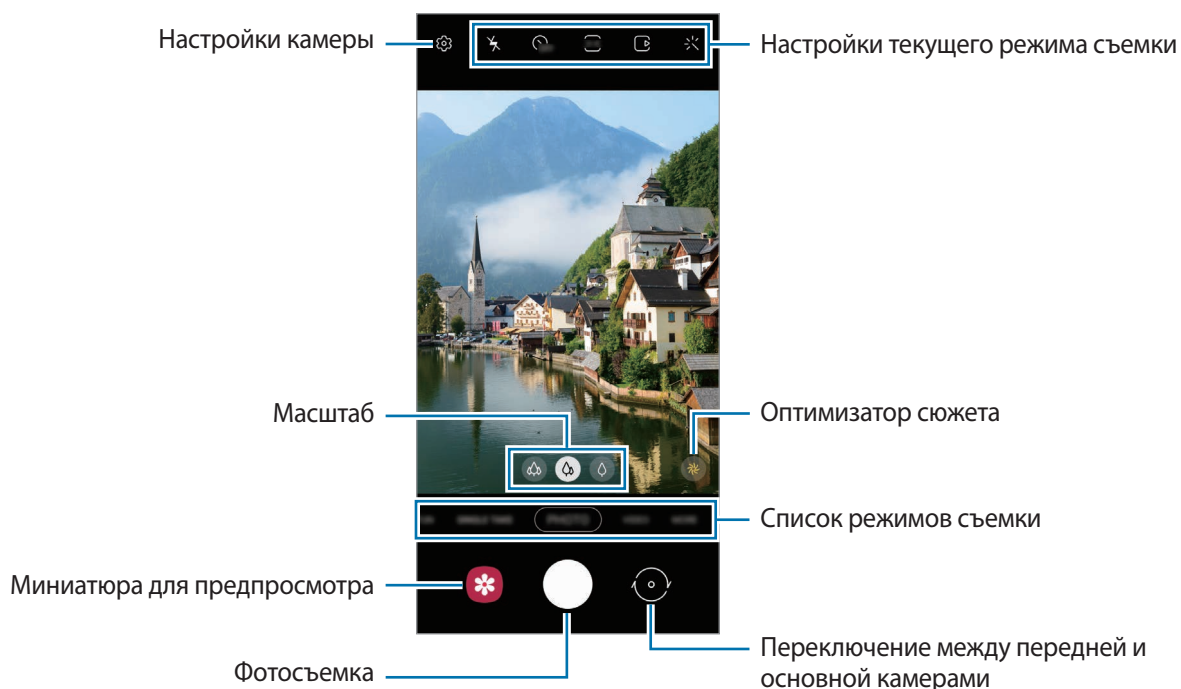 Настройки камеры
Настройки текущего режима съемки
Масштаб
Оптимизатор сюжета
Список режимов съемки
Миниатюра для предпросмотра
Фотосъемка
Переключение между передней и
основной камерами